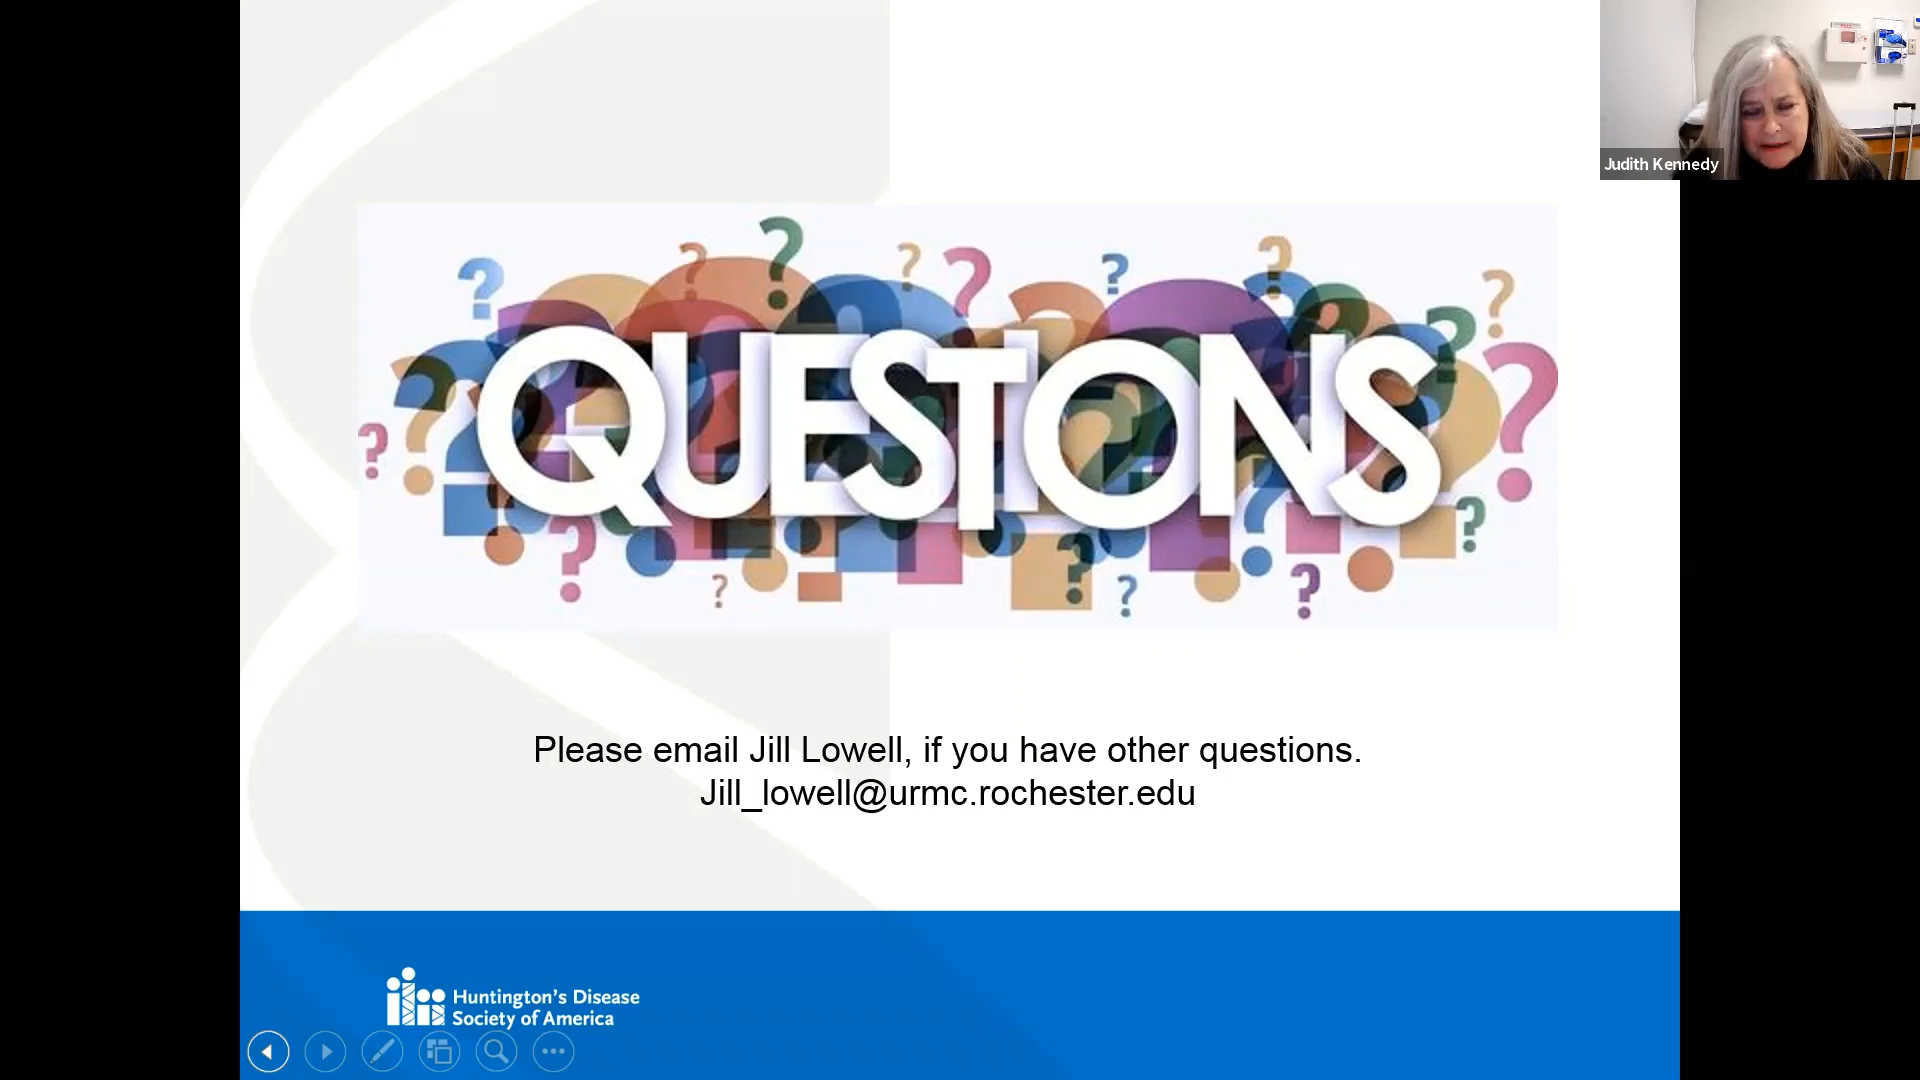 Judith Kennedy
QUESTIONS
Please email Jill Lowell, if you have other questions.
Jill_lowell@urmc.rochester.edu
Huntington's Disease
Society of America